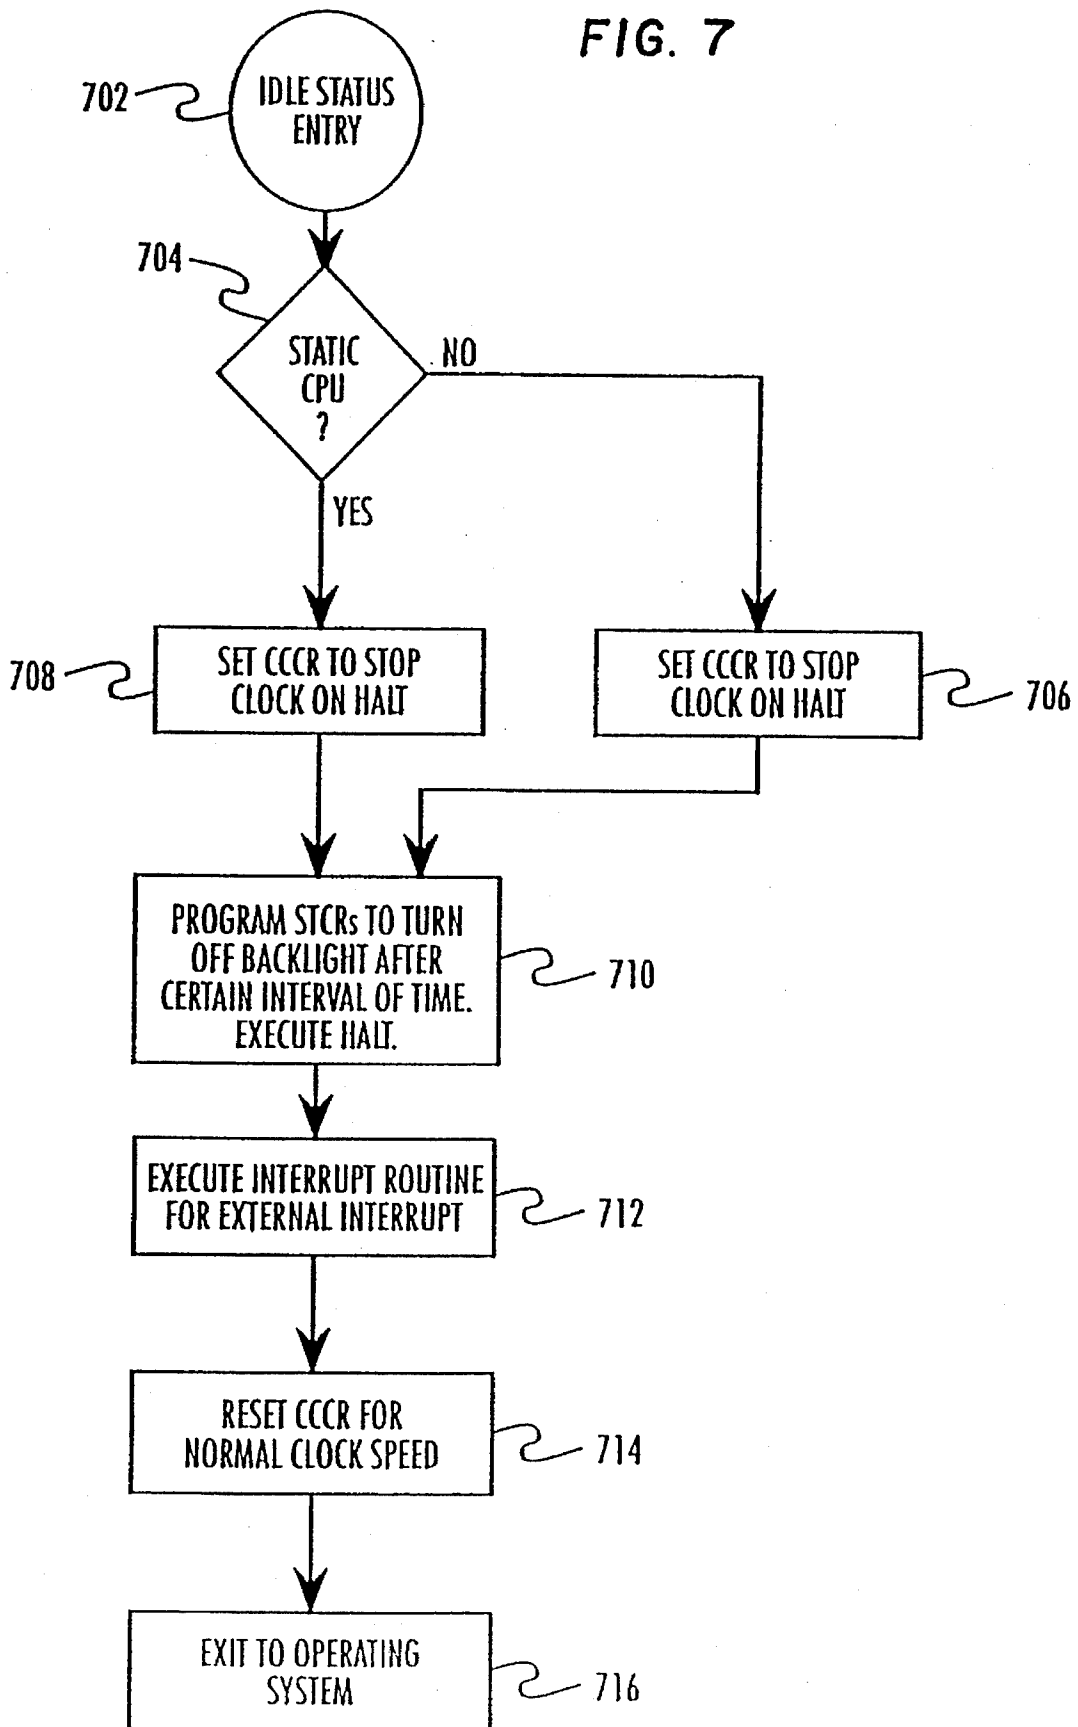 FIG. 7
702
IDLE STATUS
ENTRY
704
STATIC
CPU
?
NO
YES
708
SET CCCR TO STOP
CLOCK ON HALT
SET CCCR TO STOP
CLOCK ON HALT
706
PROGRAM STCRs TO TURN
OFF BACKLIGHT AFTER
CERTAIN INTERVAL OF TIME.
EXECUTE HALT.
710
EXECUTE INTERRUPT ROUTINE
FOR EXTERNAL INTERRUPT
712
RESET CCCR FOR
NORMAL CLOCK SPEED
714
EXIT TO OPERATING
SYSTEM
716